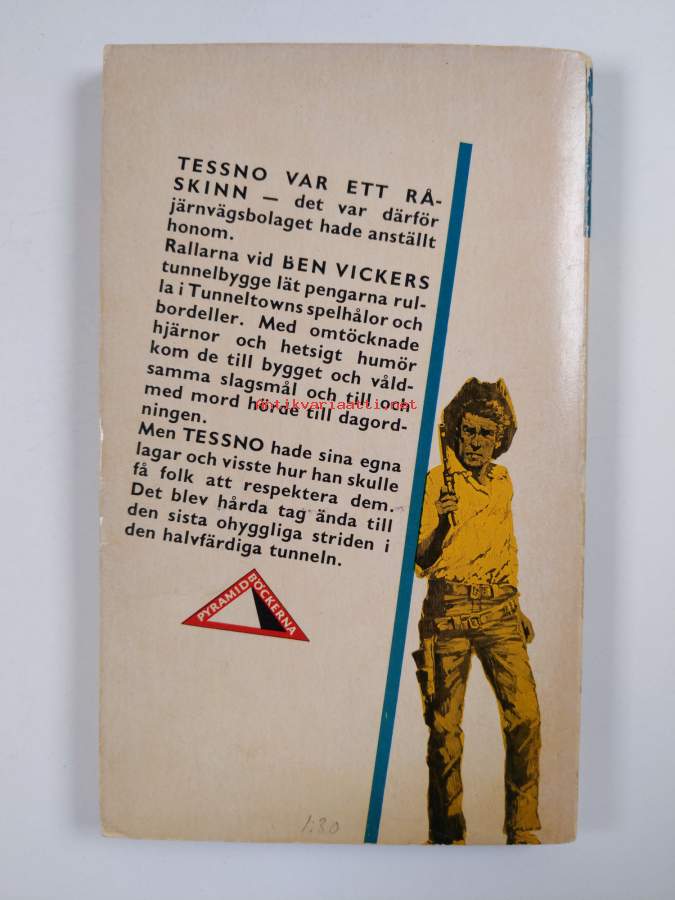 TESSNO VAR ETT RÅ-
SKINN — det var därför
järnvägsbolaget hade anställt
honom.
Rallarna vid BEN VICKERS
tunnelbygge lät pengarna rul-
la i Tunneltowns spelhålor och
bordeller. Med omtöcknade
hjärnor och hetsigt humör
kom de till bygget och våld-
samma slagsmål och till och
med mord hörde till dagord-
ningen.
Men TESSNO hade sina egna
lagar och visste hur han skulle
få folk att respektera dem.
Det blev hårda tag ända till
den sista ohyggliga striden i
den halvfärdiga tunneln.
antikvariaatti.net
PYRAMIDBÖCKERNA
1:80